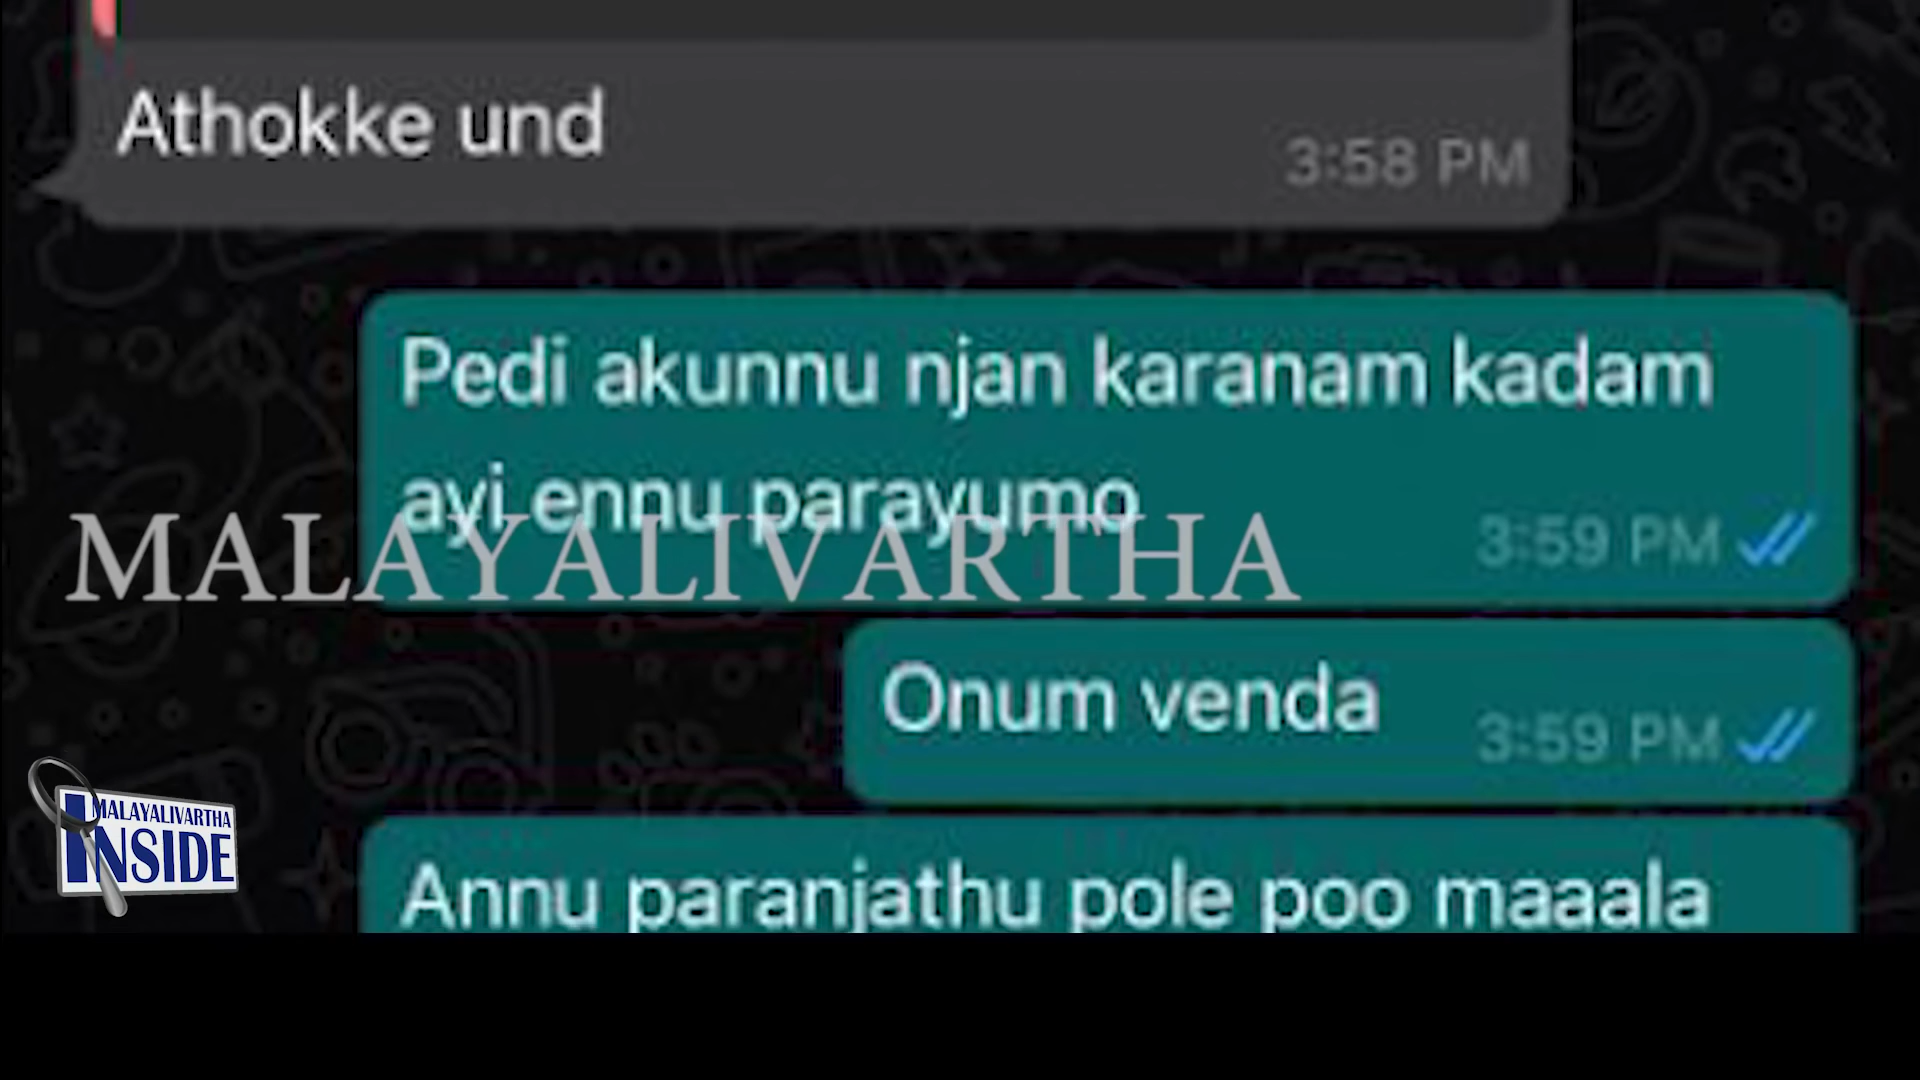 Athokke und
3:58 PM
Pedi akunnu njan karanam kadam
ayi ennu parayumo
3:59 PM
MALAYALIVARTHA
Onum venda
3:59 PM
MALAYALIVARTHA
INSIDE
Annu paranjathu pole poo maaala